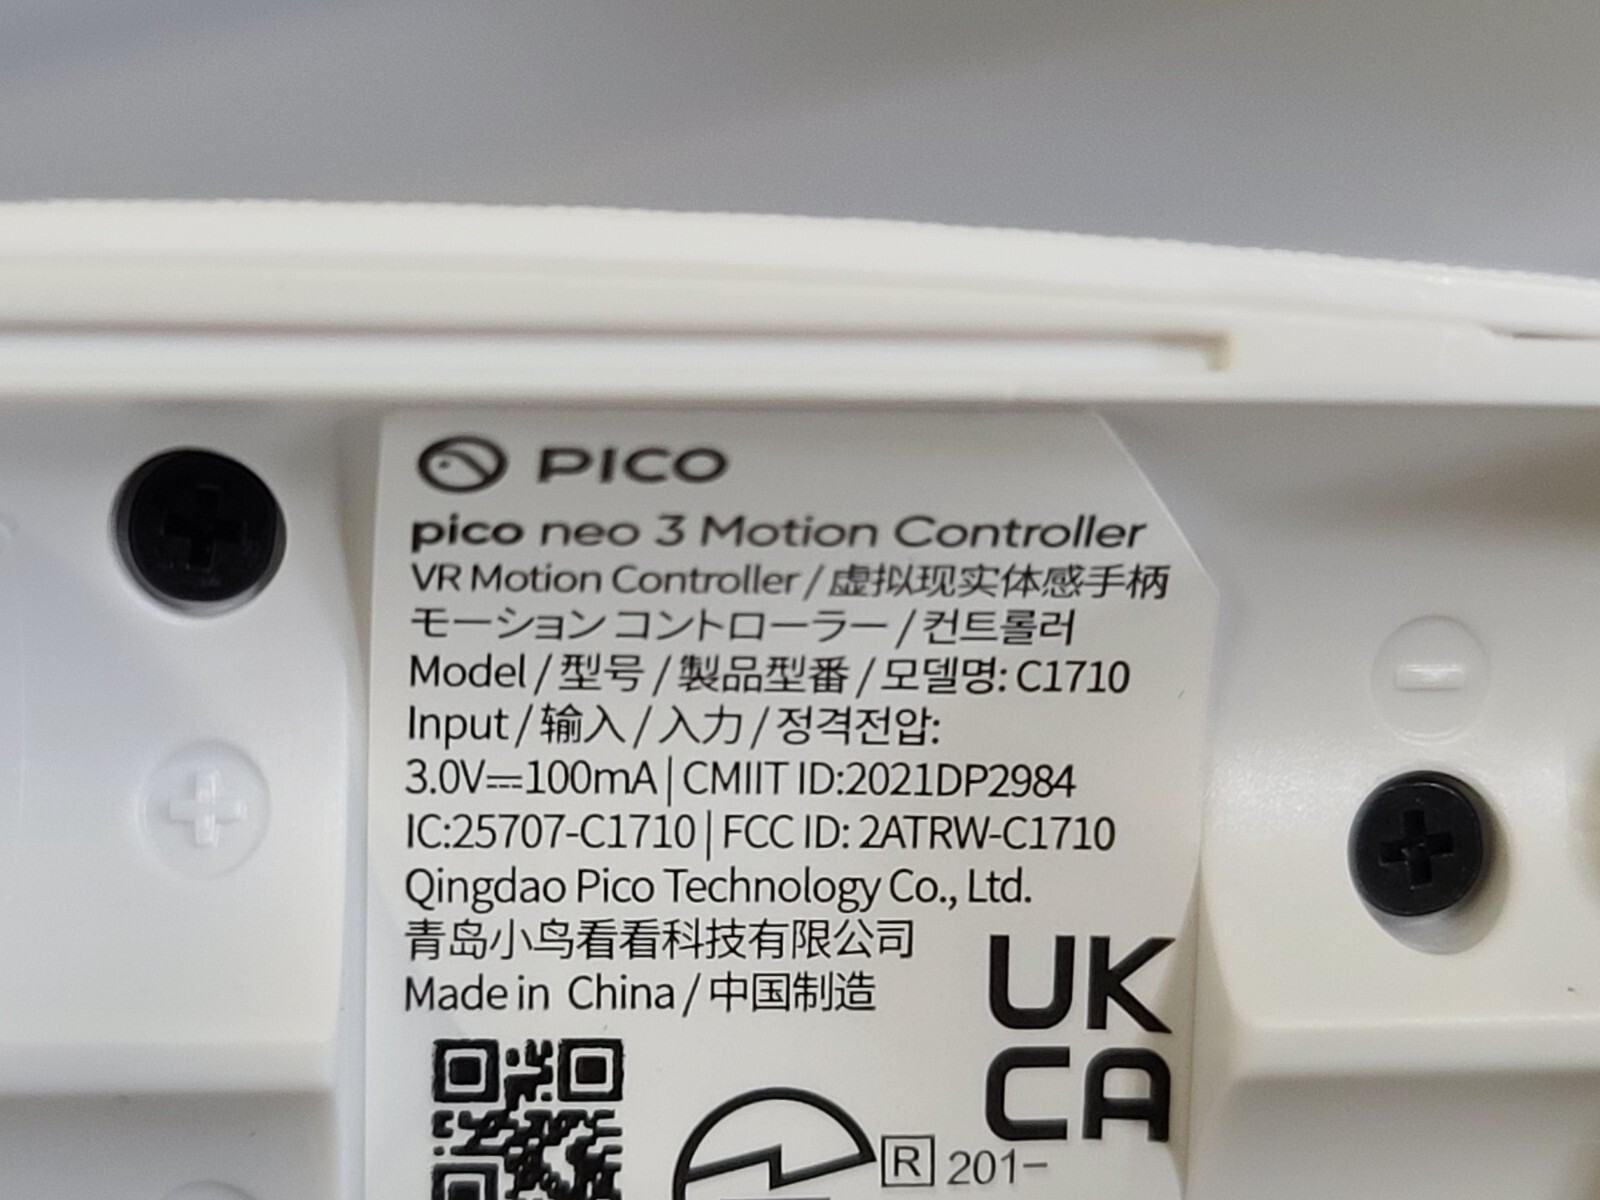 PICO
pico neo 3 Motion Controller
VR Motion Controller / 虚拟现实体感手柄
モーションコントローラー / 컨트롤러
Model / 型号 / 製品型番 / 모델명: C1710
Input / 输入 / 入力 / 정격전압:
3.0V⎓100mA | CMIIT ID:2021DP2984
IC:25707-C1710 | FCC ID: 2ATRW-C1710
Qingdao Pico Technology Co., Ltd.
青岛小鸟看看科技有限公司
Made in China / 中国制造
UK
CA
R 201-